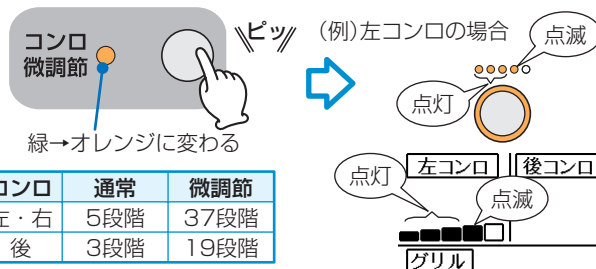 コンロ
微調節
ピッ
緑→オレンジに変わる
(例)左コンロの場合
点滅
点灯
コンロ 通常 微調節
左・右 5段階 37段階
後 3段階 19段階
点灯
左コンロ 後コンロ
点滅
グリル